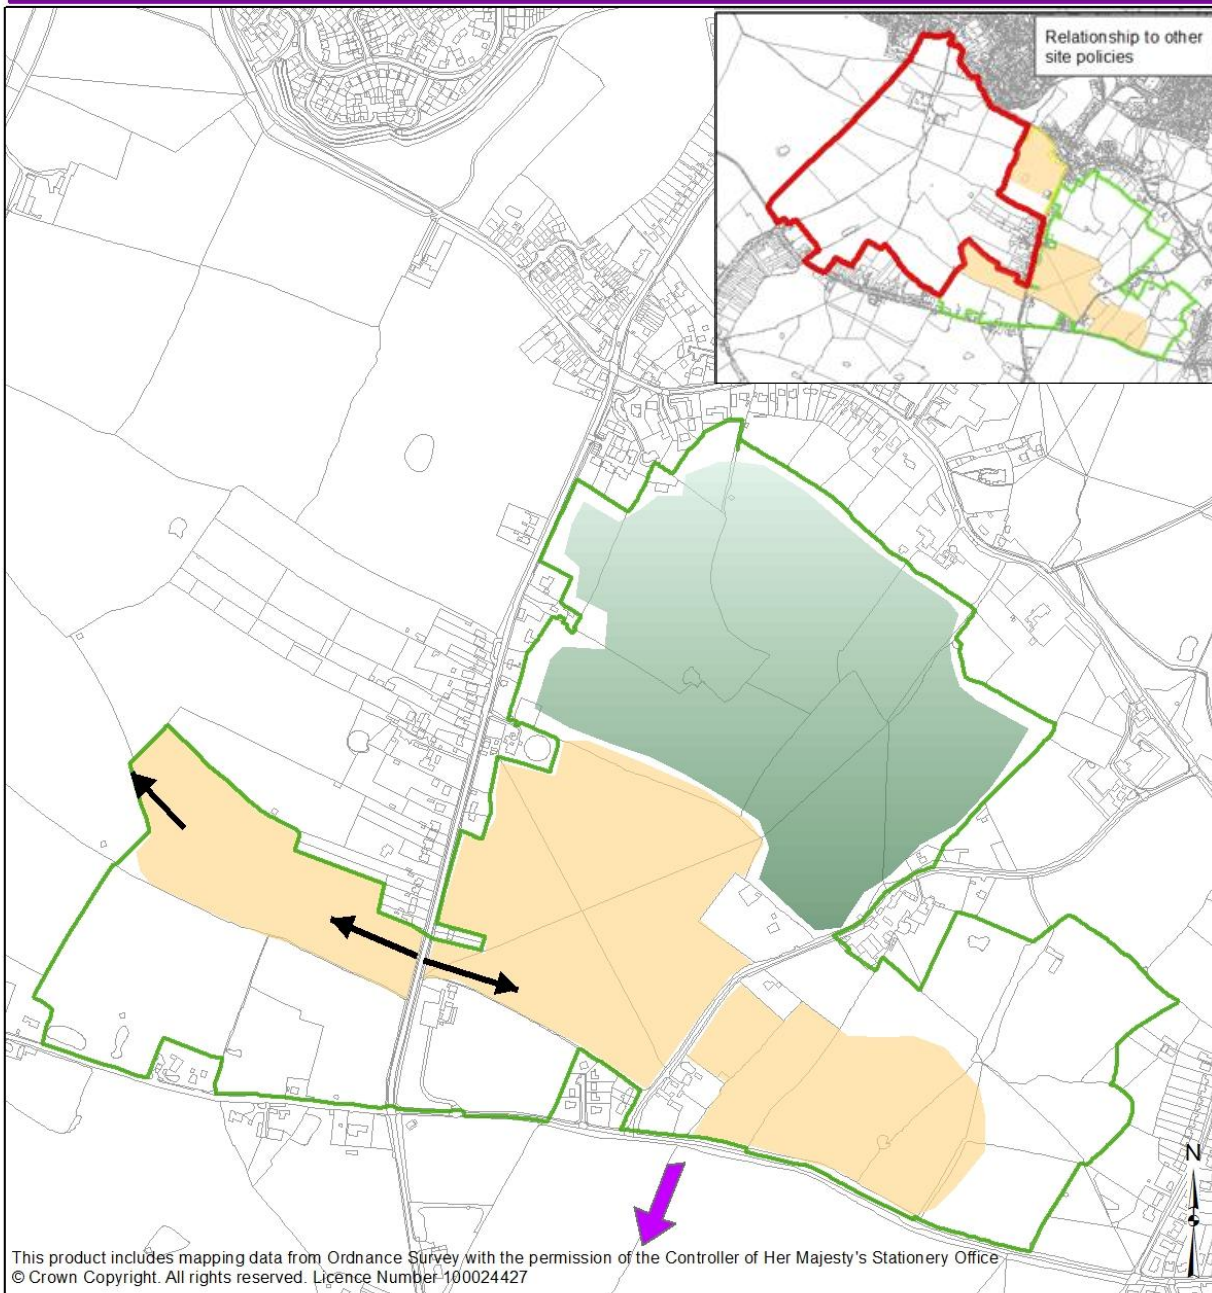 Relationship to other
site policies
N
This product includes mapping data from Ordnance Survey with the permission of the Controller of Her Majesty's Stationery Office
© Crown Copyright. All rights reserved. Licence Number 100024427